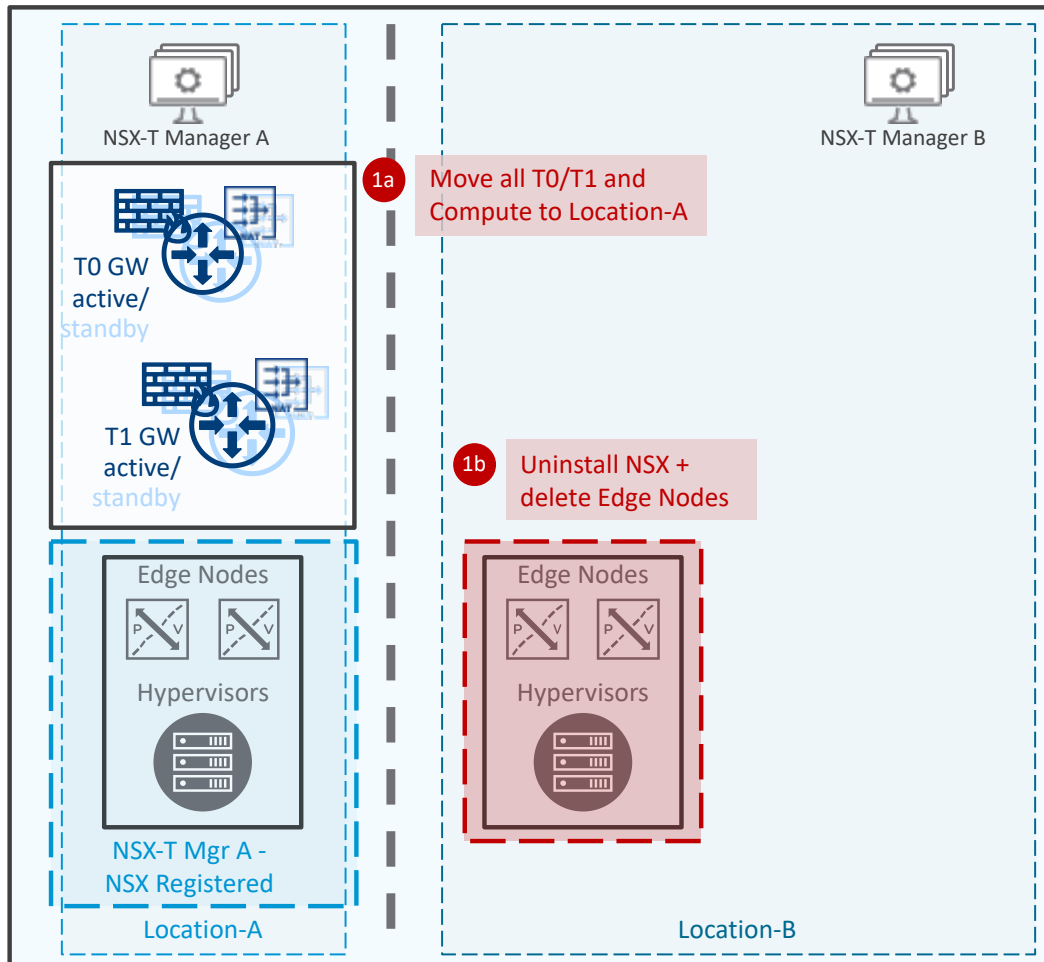 NSX-T Manager A
NSX-T Manager B
1a
Move all T0/T1 and
Compute to Location-A
NAT
T0 GW
active/
standby
NAT
T1 GW
active/
standby
1b
Uninstall NSX +
delete Edge Nodes
Edge Nodes
P V
P V
Hypervisors
Edge Nodes
P V
P V
Hypervisors
NSX-T Mgr A -
NSX Registered
Location-A
Location-B